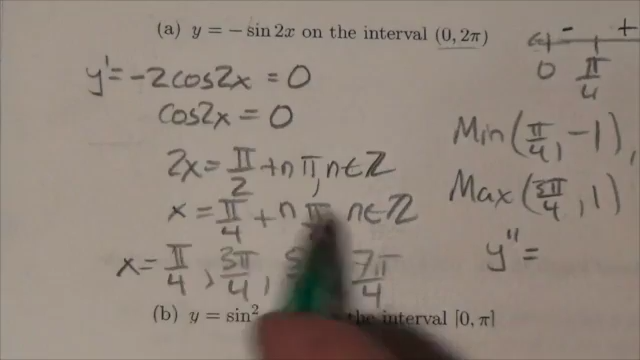 (a) y = − sin 2x on the interval (0, 2π)
− +
0 π/4
y' = -2cos2x = 0
cos2x = 0
2x = π/2 + nπ, n∈ℤ
x = π/4 + n π n∈ℤ
x = π/4, 3π/4, 7π/4
Min(π/4, -1),
Max(3π/4, 1)
y'' =
(b) y = sin² the interval [0, π]